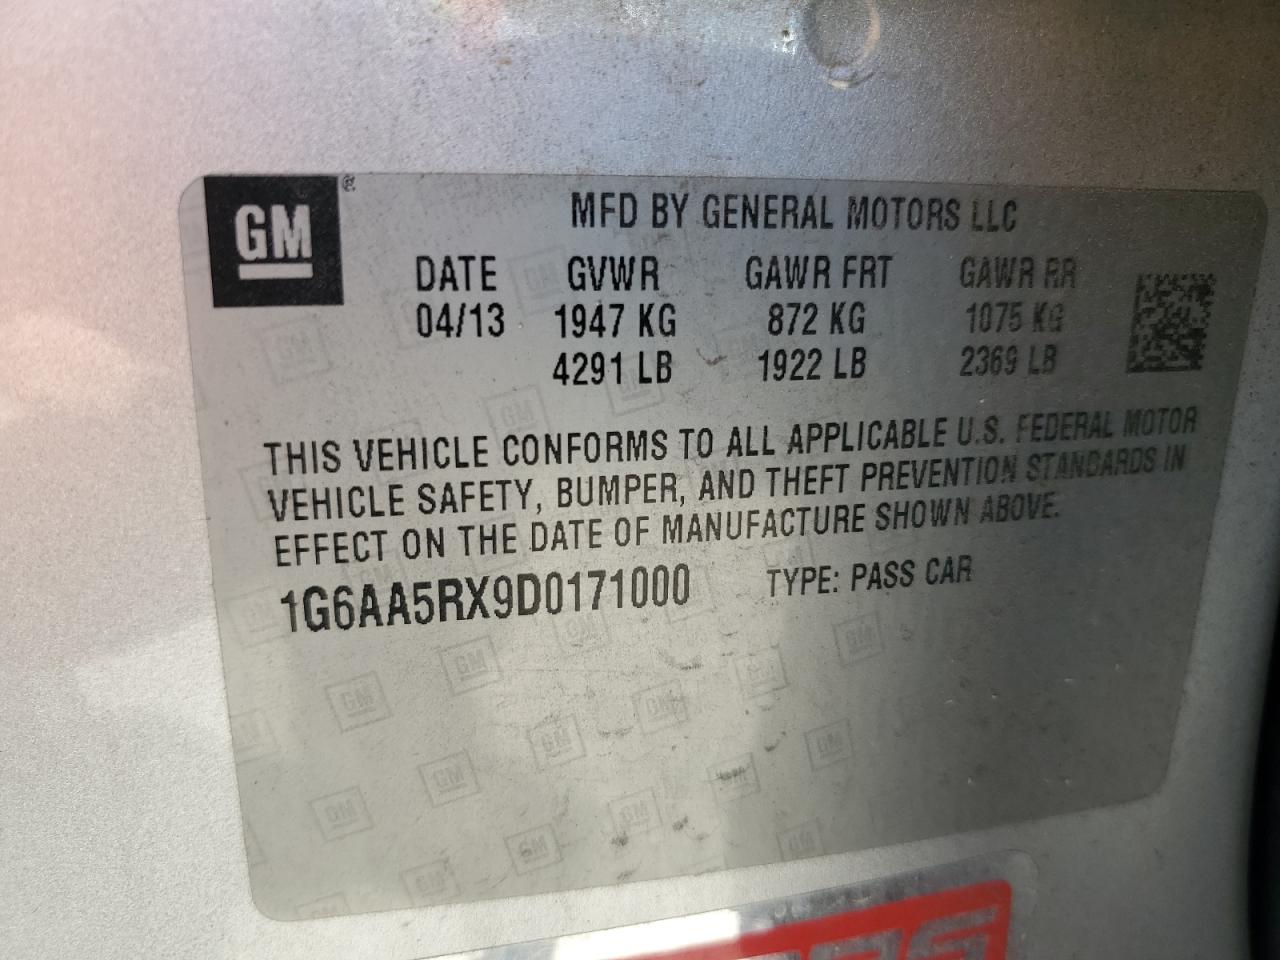 GM
MFD BY GENERAL MOTORS LLC
DATE GVWR GAWR FRT GAWR RR
04/13 1947 KG 872 KG 1075 KG
4291 LB 1922 LB 2369 LB
THIS VEHICLE CONFORMS TO ALL APPLICABLE U.S. FEDERAL MOTOR
VEHICLE SAFETY, BUMPER, AND THEFT PREVENTION STANDARDS IN
EFFECT ON THE DATE OF MANUFACTURE SHOWN ABOVE.
1G6AA5RX9D0171000 TYPE: PASS CAR